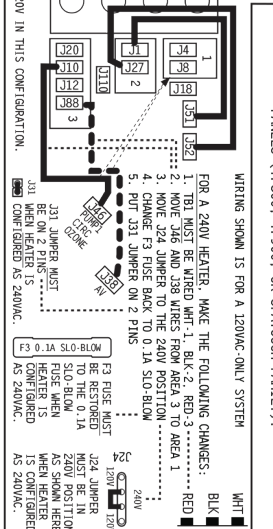 WIRING SHOWN IS FOR A 120VAC-ONLY SYSTEM
FOR A 240V HEATER, MAKE THE FOLLOWING CHANGES:
1. TB1 MUST BE WIRED WHT-1, BLK-2, RED-3
2. MOVE J46 AND J38 WIRES FROM AREA 3 TO AREA 1
3. MOVE J24 JUMPER TO THE 240V POSITION
4. CHANGE F3 FUSE BACK TO 0.1A SLO-BLOW
5. PUT J31 JUMPER ON 2 PINS
WHT
BLK
RED
IN THIS CONFIGURATION.
J20
J10
J12
J88
3
J110
J1
J27
2
J4
J8
1
J18
J51
J52
J46
PUMP
CIRC
OZONE
J38
AV
J31
J31 JUMPER MUST
BE ON 2 PINS
WHEN HEATER IS
CONFIGURED AS 240VAC.
F3 0.1A SLO-BLOW
F3 FUSE MUST
BE RESTORED
TO THE 0.1A
SLO-BLOW
FUSE WHEN
HEATER IS
CONFIGURED
AS 240VAC.
J24
120V
240V
120V
J24 JUMPER
MUST BE IN
240V POSITION
AS SHOWN HERE
WHEN HEATER
IS CONFIGURED
AS 240VAC.